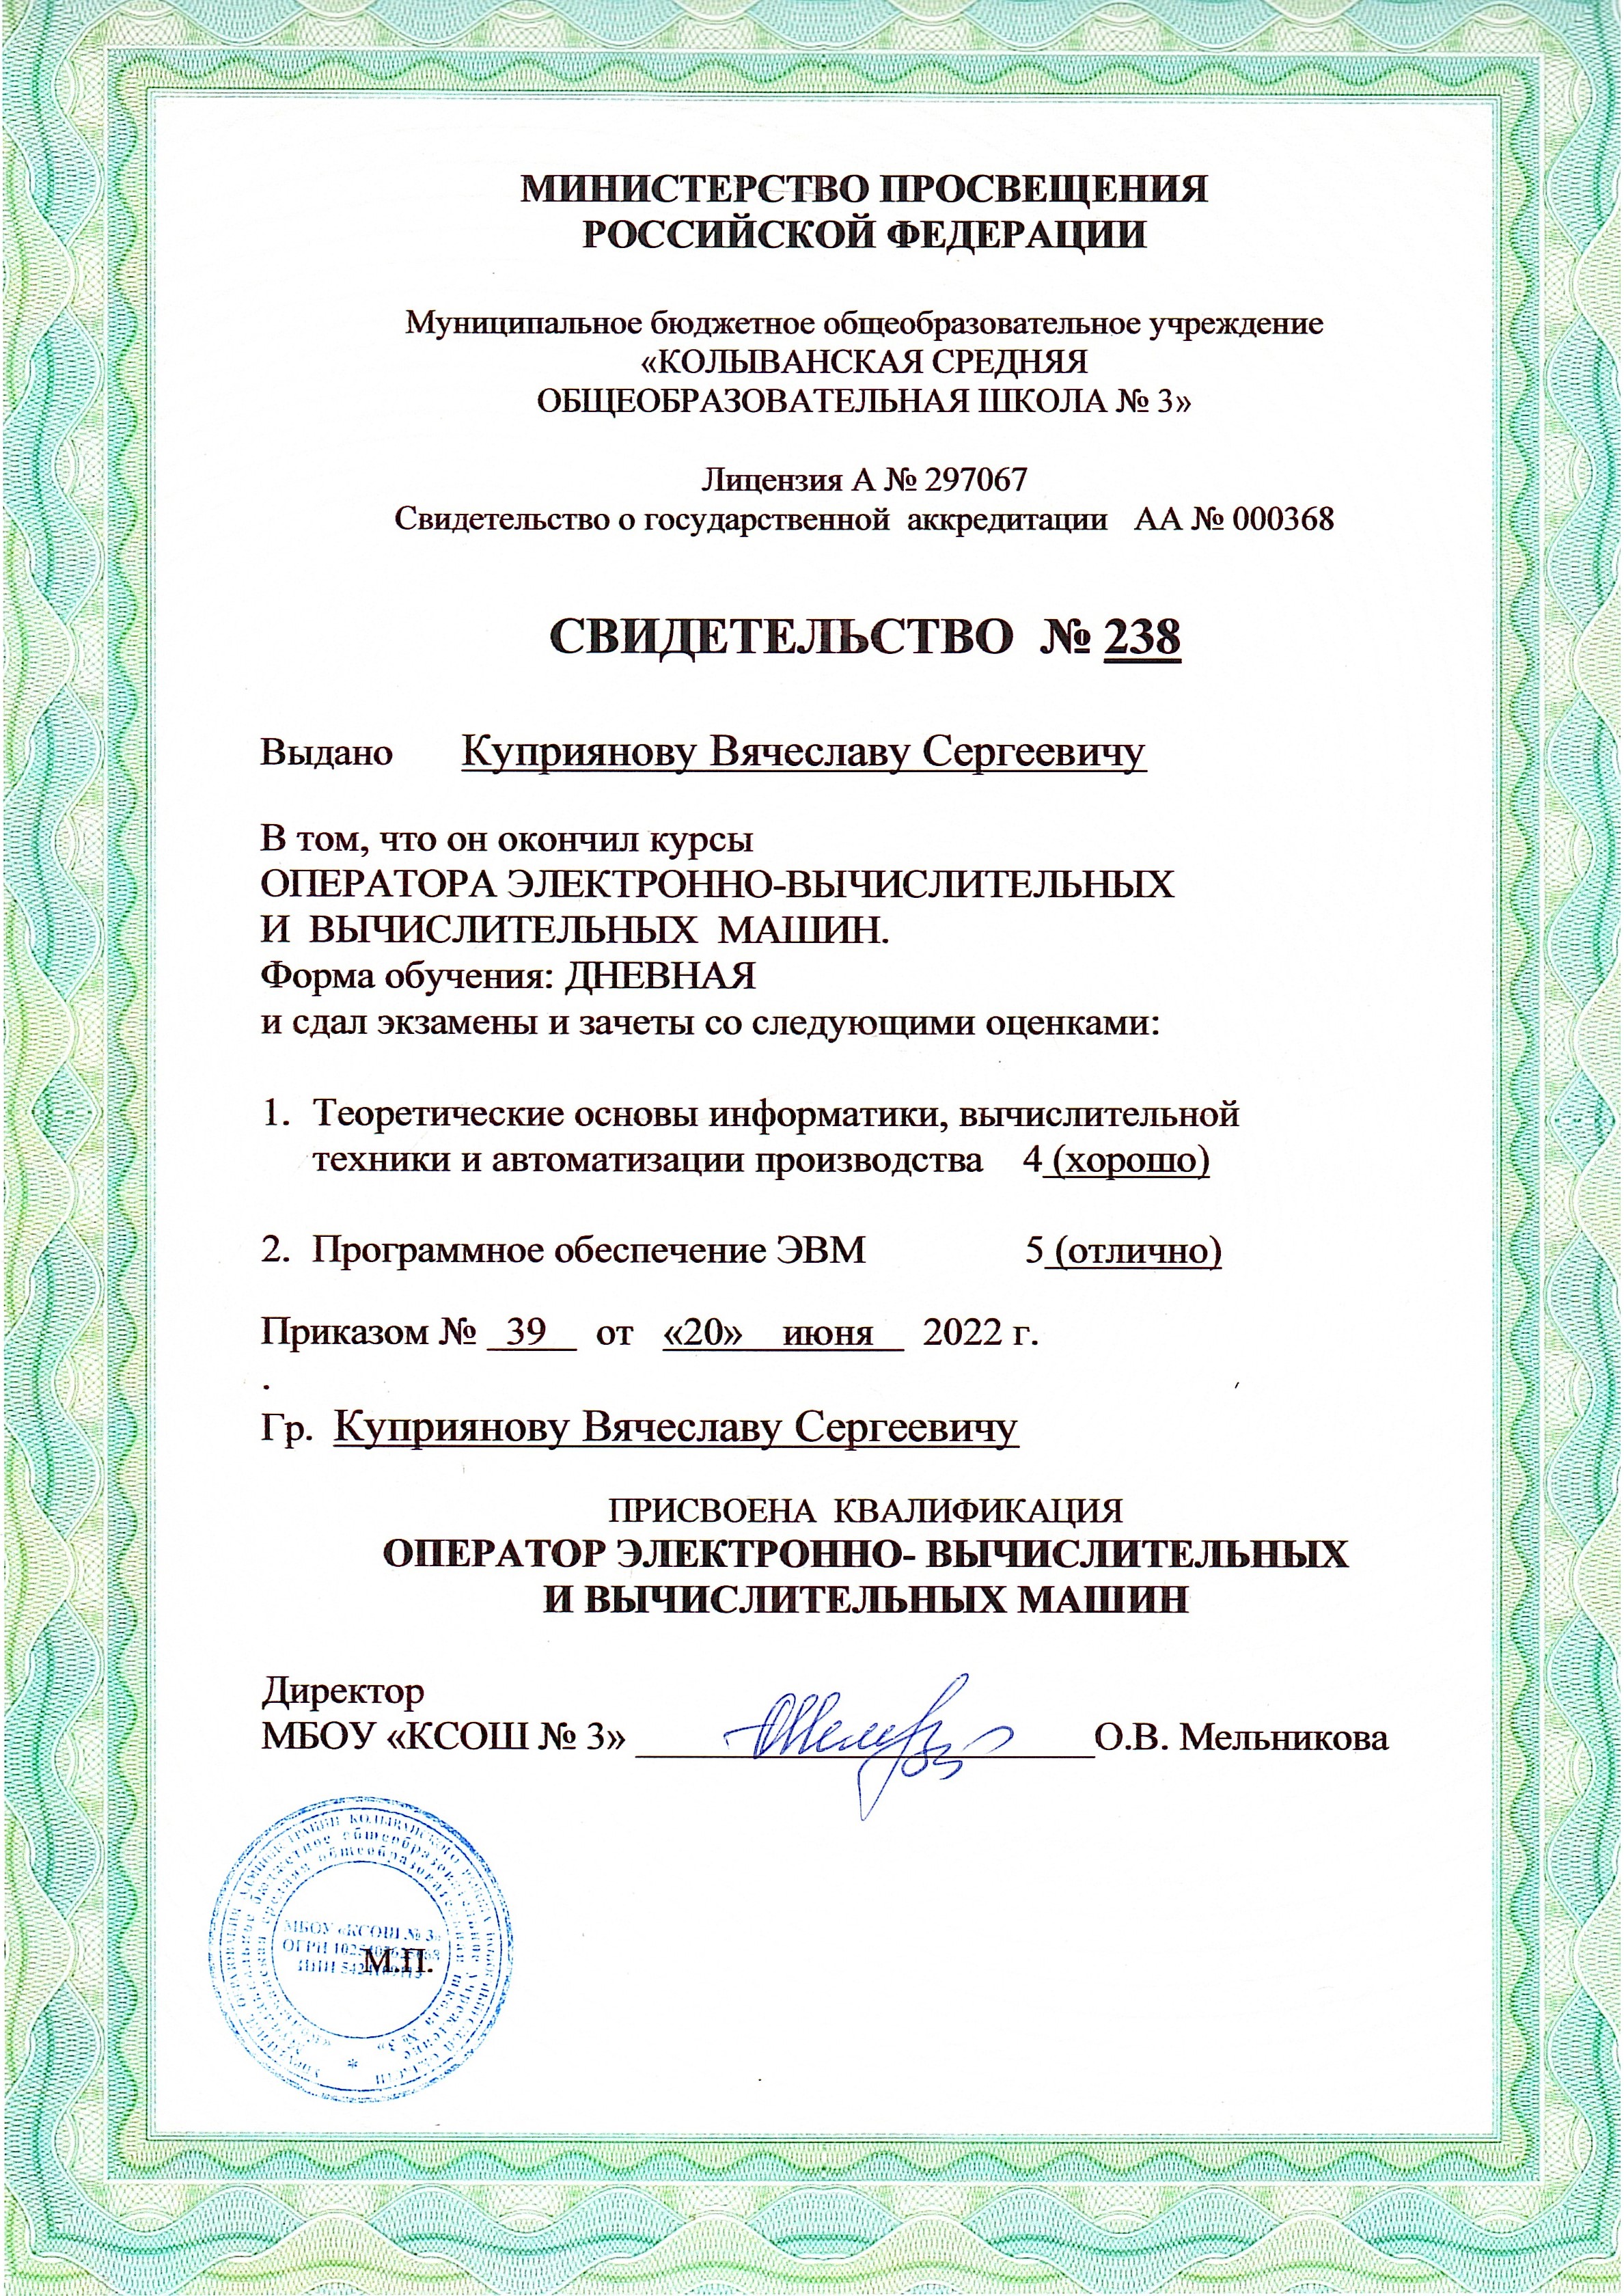 МИНИСТЕРСТВО ПРОСВЕЩЕНИЯ
РОССИЙСКОЙ ФЕДЕРАЦИИ
Муниципальное бюджетное общеобразовательное учреждение
«КОЛЫВАНСКАЯ СРЕДНЯЯ
ОБЩЕОБРАЗОВАТЕЛЬНАЯ ШКОЛА № 3»
Лицензия А № 297067
Свидетельство о государственной аккредитации АА № 000368
СВИДЕТЕЛЬСТВО № 238
Выдано Куприянову Вячеславу Сергеевичу
В том, что он окончил курсы
ОПЕРАТОРА ЭЛЕКТРОННО-ВЫЧИСЛИТЕЛЬНЫХ
И ВЫЧИСЛИТЕЛЬНЫХ МАШИН.
Форма обучения: ДНЕВНАЯ
и сдал экзамены и зачеты со следующими оценками:
1. Теоретические основы информатики, вычислительной
техники и автоматизации производства 4 (хорошо)
2. Программное обеспечение ЭВМ 5 (отлично)
Приказом № 39 от «20» июня 2022 г.
.
Гр. Куприянову Вячеславу Сергеевичу
ПРИСВОЕНА КВАЛИФИКАЦИЯ
ОПЕРАТОР ЭЛЕКТРОННО- ВЫЧИСЛИТЕЛЬНЫХ
И ВЫЧИСЛИТЕЛЬНЫХ МАШИН
Директор
МБОУ «КСОШ № 3» О.В. Мельникова
МБОУ «КСОШ № 3»
ОГРН
ИНН
М.П.